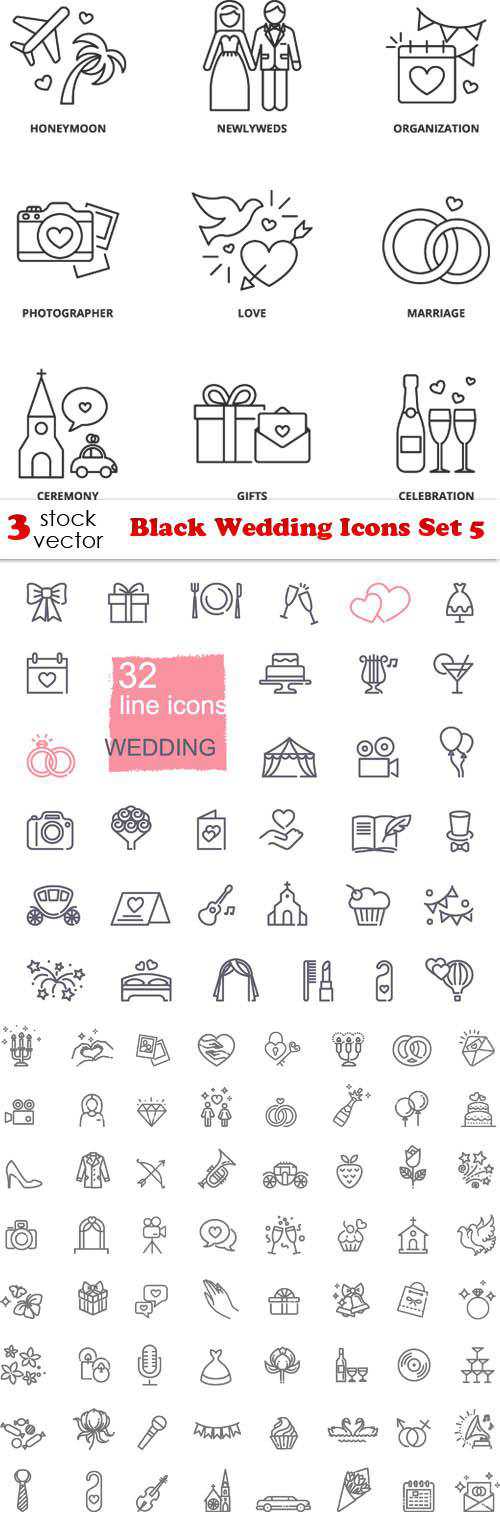 HONEYMOON
NEWLYWEDS
ORGANIZATION
PHOTOGRAPHER
LOVE
MARRIAGE
CEREMONY
GIFTS
CELEBRATION
3 stock vector
Black Wedding Icons Set 5
32
line icons
WEDDING